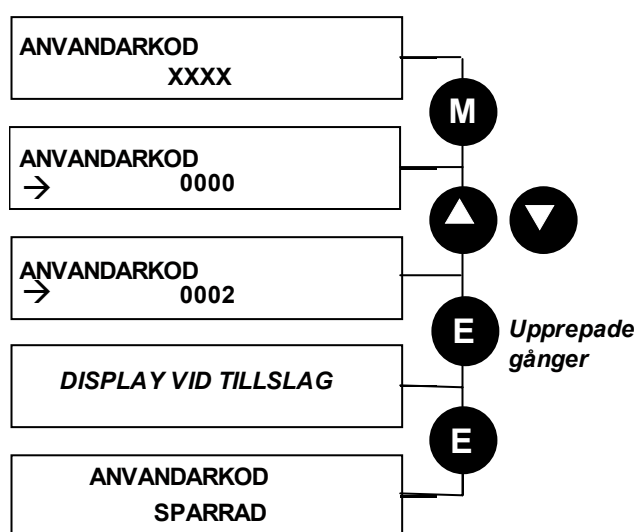 ANVANDARKOD
XXXX
M
ANVANDARKOD
→ 0000
ANVANDARKOD
→ 0002
E
Upprepade
gånger
DISPLAY VID TILLSLAG
E
ANVANDARKOD
SPARRAD